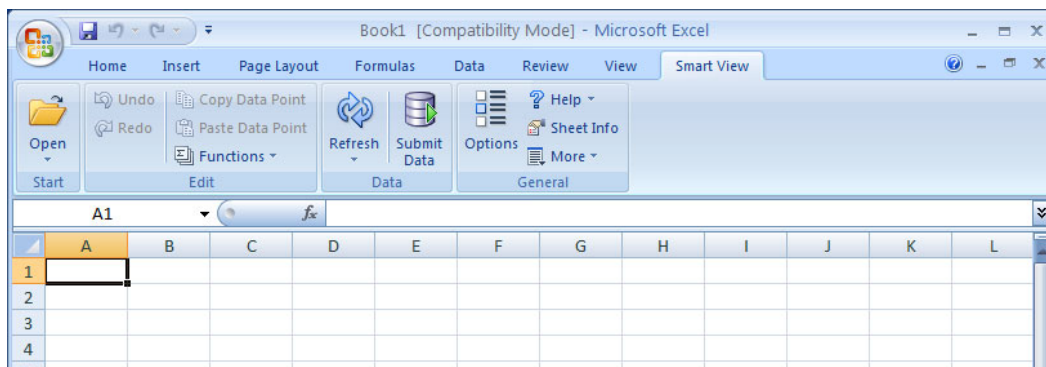 Book1 [Compatibility Mode] - Microsoft Excel
Home Insert Page Layout Formulas Data Review View Smart View
Open
Start
Undo
Redo
Copy Data Point
Paste Data Point
Functions
Edit
Refresh
Submit
Data
Data
Options
Help
Sheet Info
More
General
A1 fx
A B C D E F G H I J K L
1
2
3
4